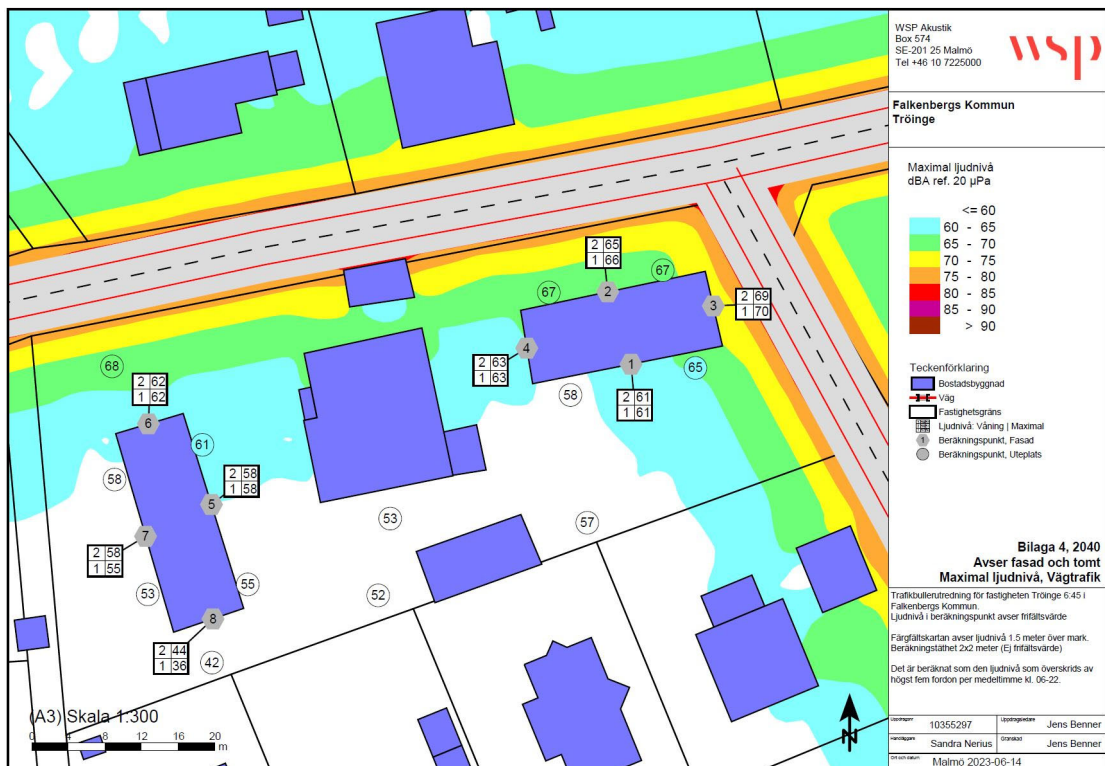 WSP Akustik
Box 574
SE-201 25 Malmö
Tel +46 10 7225000
wsp
Falkenbergs Kommun
Tröinge
Maximal ljudnivå
dBA ref. 20 µPa
<= 60
60 - 65
65 - 70
70 - 75
75 - 80
80 - 85
85 - 90
> 90
Teckenförklaring
Bostadsbyggnad
Väg
Fastighetsgräns
Ljudnivå: Våning | Maximal
1 Beräkningspunkt, Fasad
Beräkningspunkt, Uteplats
Bilaga 4, 2040
Avser fasad och tomt
Maximal ljudnivå, Vägtrafik
Trafikbullerutredning för fastigheten Tröinge 6:45 i
Falkenbergs Kommun.
Ljudnivå i beräkningspunkt avser frifältsvärde
Färgfältskartan avser ljudnivå 1.5 meter över mark.
Beräkningstäthet 2x2 meter (Ej frifältsvärde)
Det är beräknat som den ljudnivå som överskrids av
högst fem fordon per medeltimme kl. 06-22.
Uppdragsnr 10355297 Uppdragsledare Jens Benner
Handläggare Sandra Nerius Granskad Jens Benner
Ort och datum Malmö 2023-06-14
2 65
1 66
2
67
67
3
2 69
1 70
4
2 63
1 63
1
65
58
2 61
1 61
68
2 62
1 62
6
61
58
2 58
1 58
5
7
2 58
1 55
53
55
8
2 44
1 36
42
53
52
57
(A3) Skala 1:300
0 4 8 12 16 20
m
N